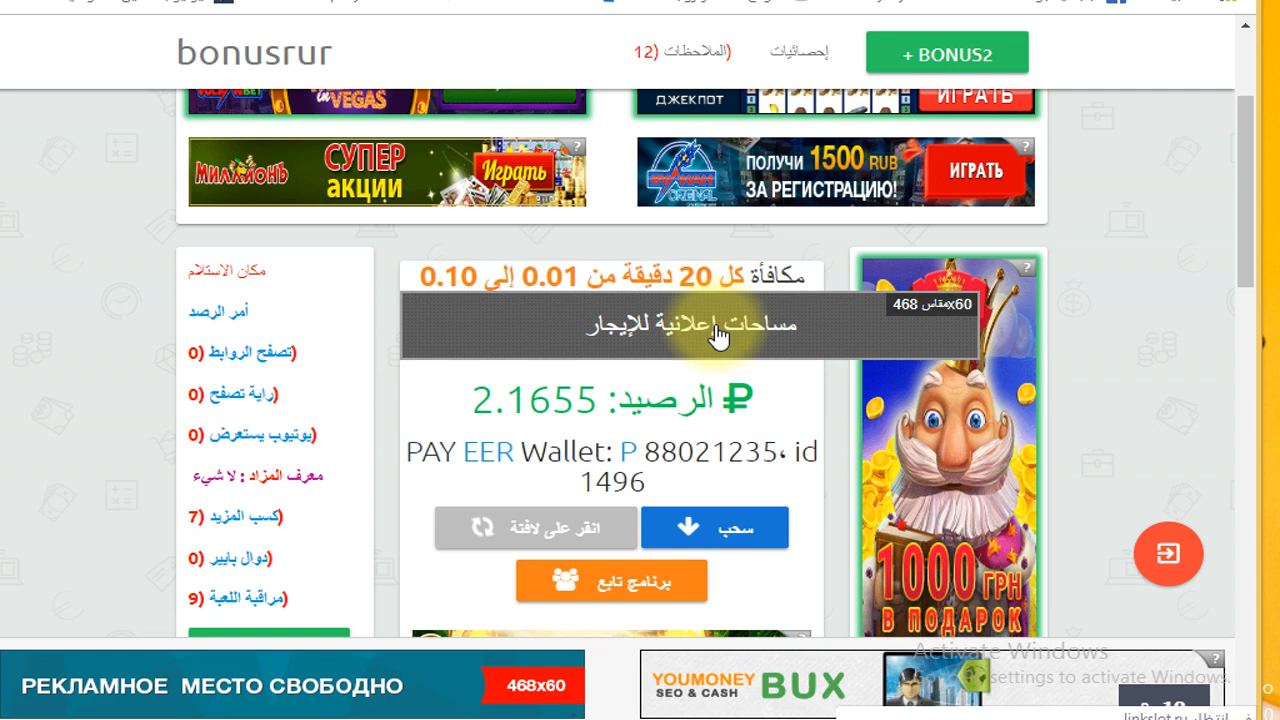 bonusrur
(الملاحظات (12
إحصائيات
+ BONUS2
VEGAS
ДЖЕКПОТ
ИГРАТЬ
МИЛЛИОНЪ
СУПЕР
акции
Играть
ПОЛУЧИ 1500 RUB
ЗА РЕГИСТРАЦИЮ!
ИГРАТЬ
مكان الاستلام
أمر الرصد
(تصفح الروابط (0
(راية تصفح (0
(يوتيوب يستعرض (0
معرف المزاد : لا شيء
(كسب المزيد (7
(دوال بايير (0
(مراقبة اللعبة (9
مكافأة كل 20 دقيقة من 0.01 إلى 0.10
مقاس 468x60
مساحات إعلانية للإيجار
الرصيد: 2.1655
PAY EER Wallet: P 88021235، id
1496
انقر على لافتة
سحب
برنامج تابع
1000 ГРН
В ПОДАРОК
РЕКЛАМНОЕ МЕСТО СВОБОДНО
468x60
YOUMONEY
SEO & CASH
BUX
Activate Windows
settings to activate Windows.